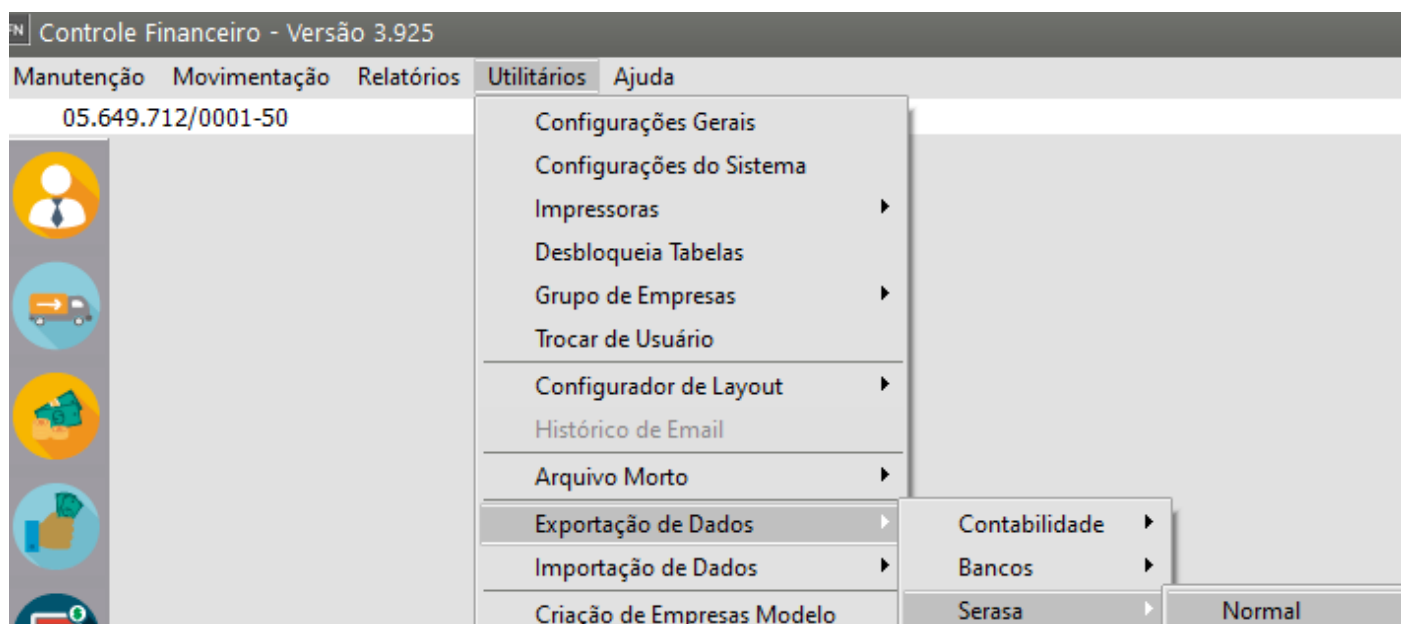 FN Controle Financeiro - Versão 3.925
Manutenção Movimentação Relatórios Utilitários Ajuda
05.649.712/0001-50
Configurações Gerais
Configurações do Sistema
Impressoras
Desbloqueia Tabelas
Grupo de Empresas
Trocar de Usuário
Configurador de Layout
Histórico de Email
Arquivo Morto
Exportação de Dados
Importação de Dados
Criação de Empresas Modelo
Contabilidade
Bancos
Serasa
Normal